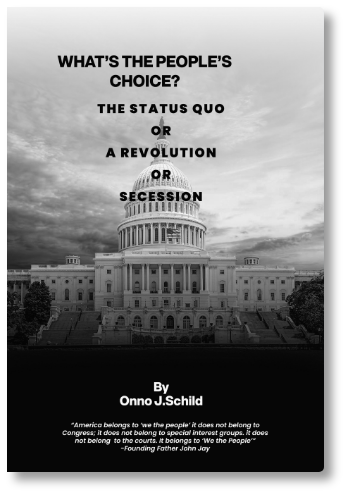 WHAT'S THE PEOPLE'S
CHOICE?
THE STATUS QUO
OR
A REVOLUTION
OR
SECESSION
By
Onno J.Schild
"America belongs to 'we the people' it does not belong to
Congress; it does not belong to special interest groups. it does
not belong to the courts. it belongs to 'We the People'"
-Founding Father John Jay